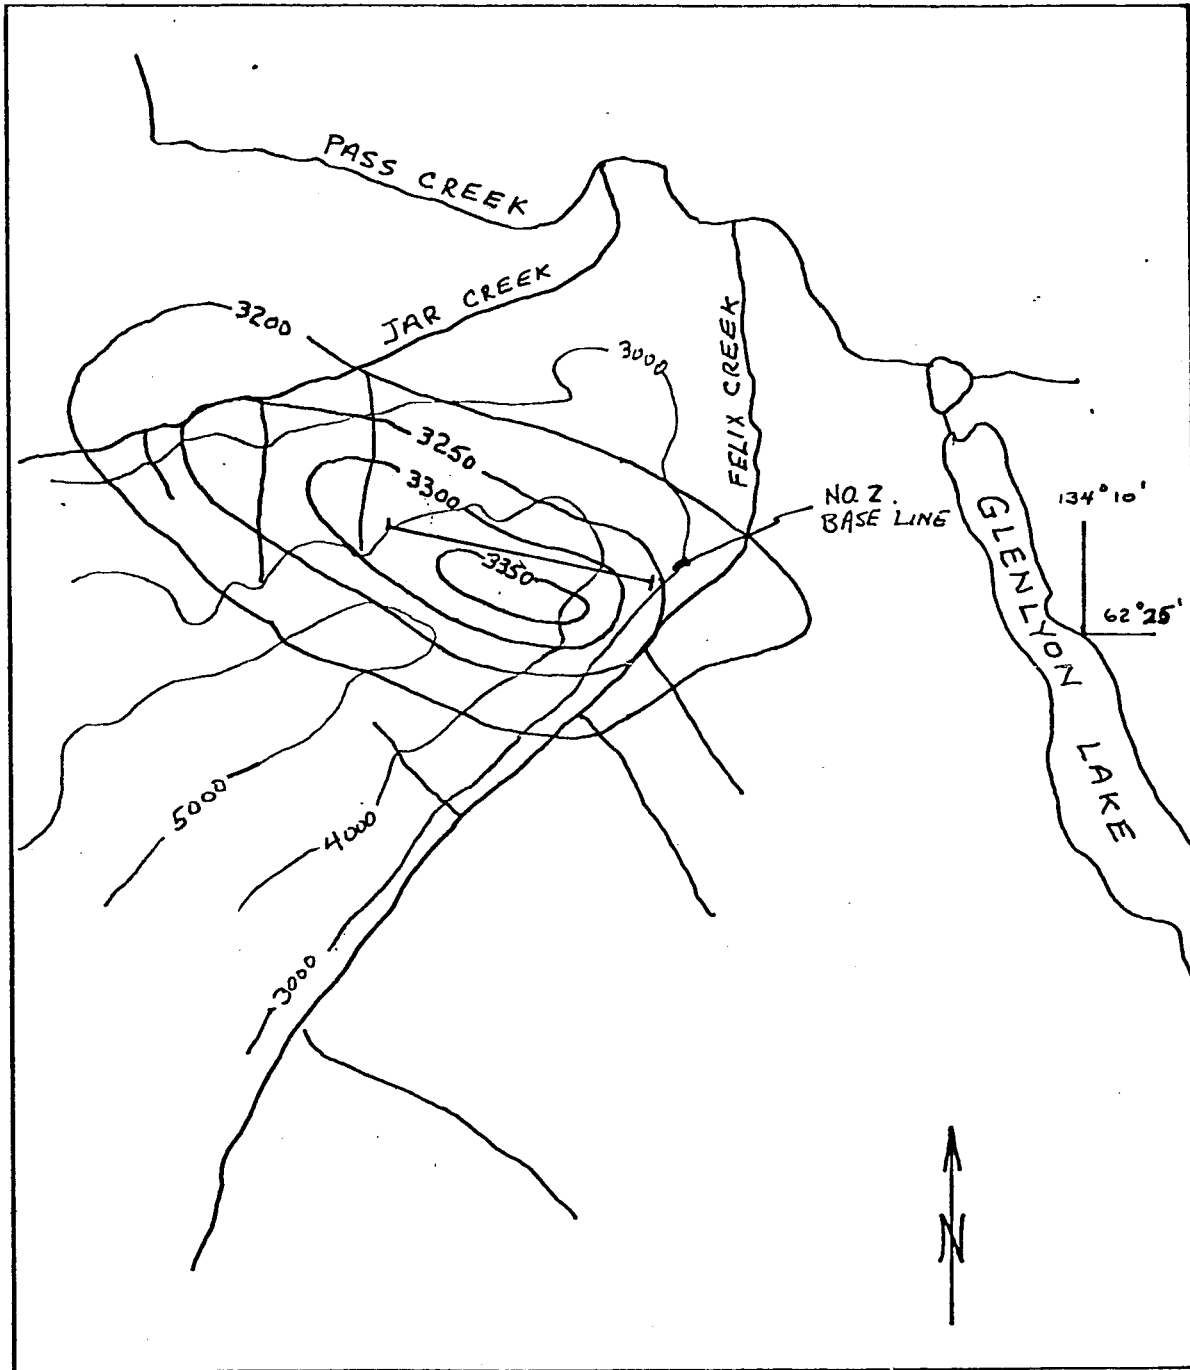 PASS CREEK
JAR CREEK
3200
3000
FELIX CREEK
3250
3300
3350
NO. 2.
BASE LINE
GLENLYON LAKE
134° 10'
62° 25'
5000
4000
3000
N